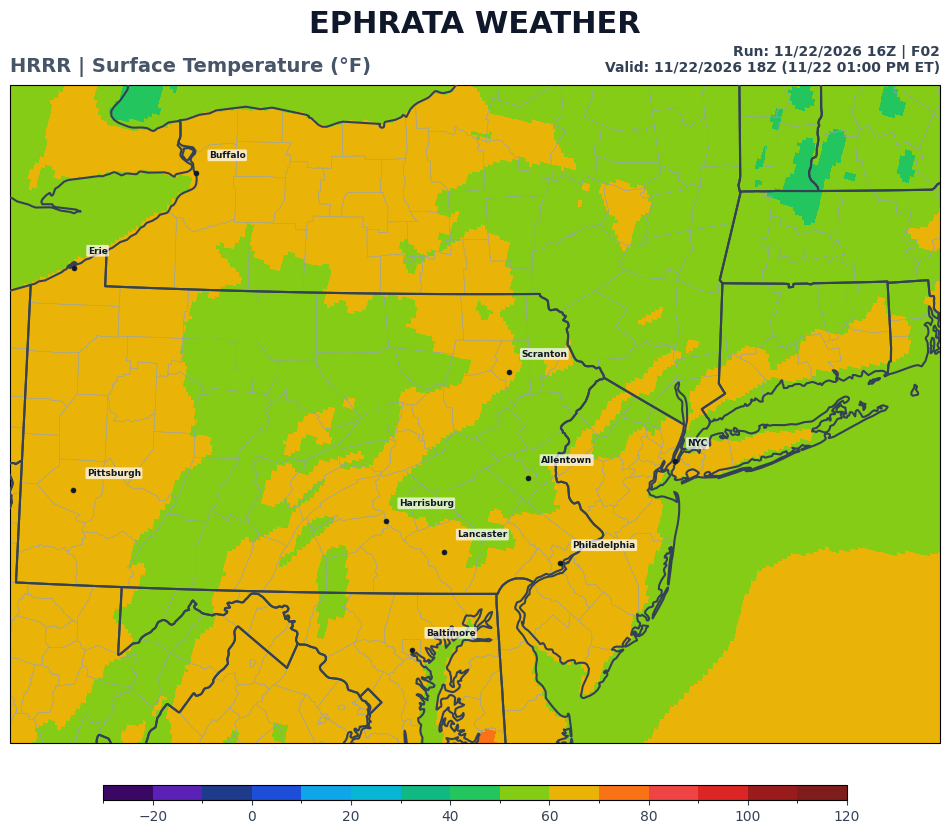 EPHRATA WEATHER
HRRR | Surface Temperature (°F)
Run: 11/22/2026 16Z | F02
Valid: 11/22/2026 18Z (11/22 01:00 PM ET)
Buffalo
Erie
Scranton
NYC
Allentown
Pittsburgh
Harrisburg
Lancaster
Philadelphia
Baltimore
−20 0 20 40 60 80 100 120